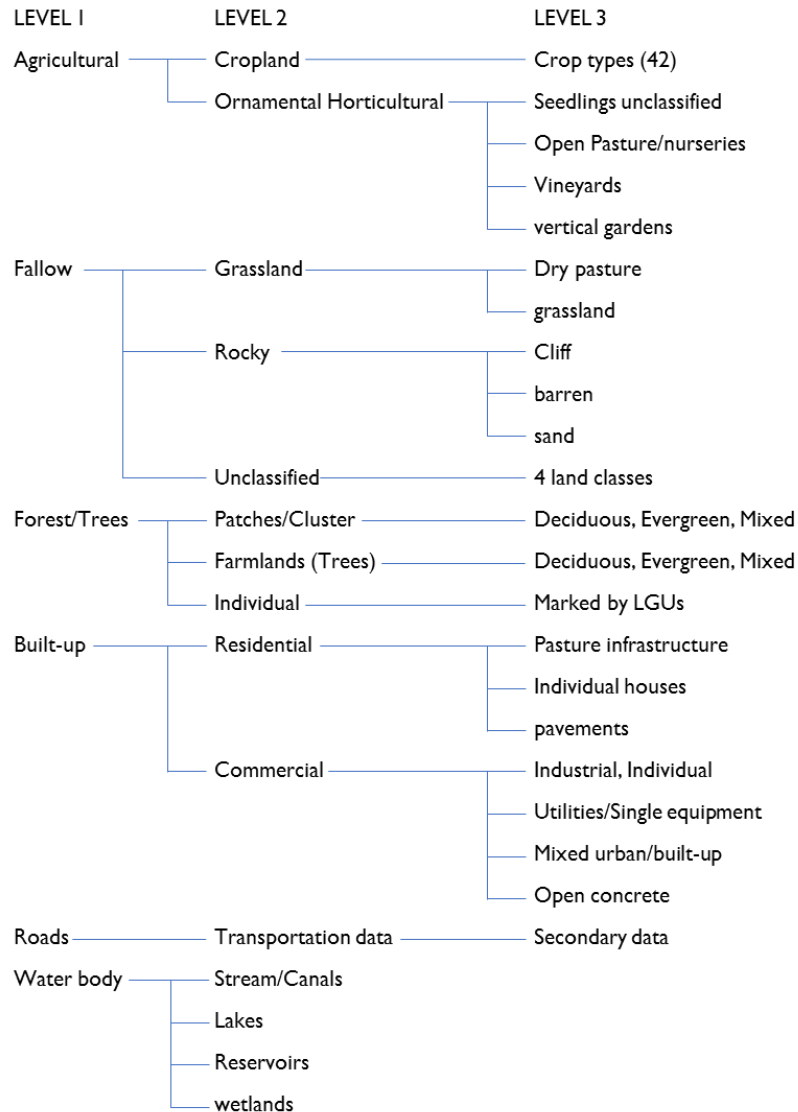 LEVEL I LEVEL 2 LEVEL 3
Agricultural Cropland Crop types (42)
Ornamental Horticultural Seedlings unclassified
Open Pasture/nurseries
Vineyards
vertical gardens
Fallow Grassland Dry pasture
grassland
Rocky Cliff
barren
sand
Unclassified 4 land classes
Forest/Trees Patches/Cluster Deciduous, Evergreen, Mixed
Farmlands (Trees) Deciduous, Evergreen, Mixed
Individual Marked by LGUs
Built-up Residential Pasture infrastructure
Individual houses
pavements
Commercial Industrial, Individual
Utilities/Single equipment
Mixed urban/built-up
Open concrete
Roads Transportation data Secondary data
Water body Stream/Canals
Lakes
Reservoirs
wetlands